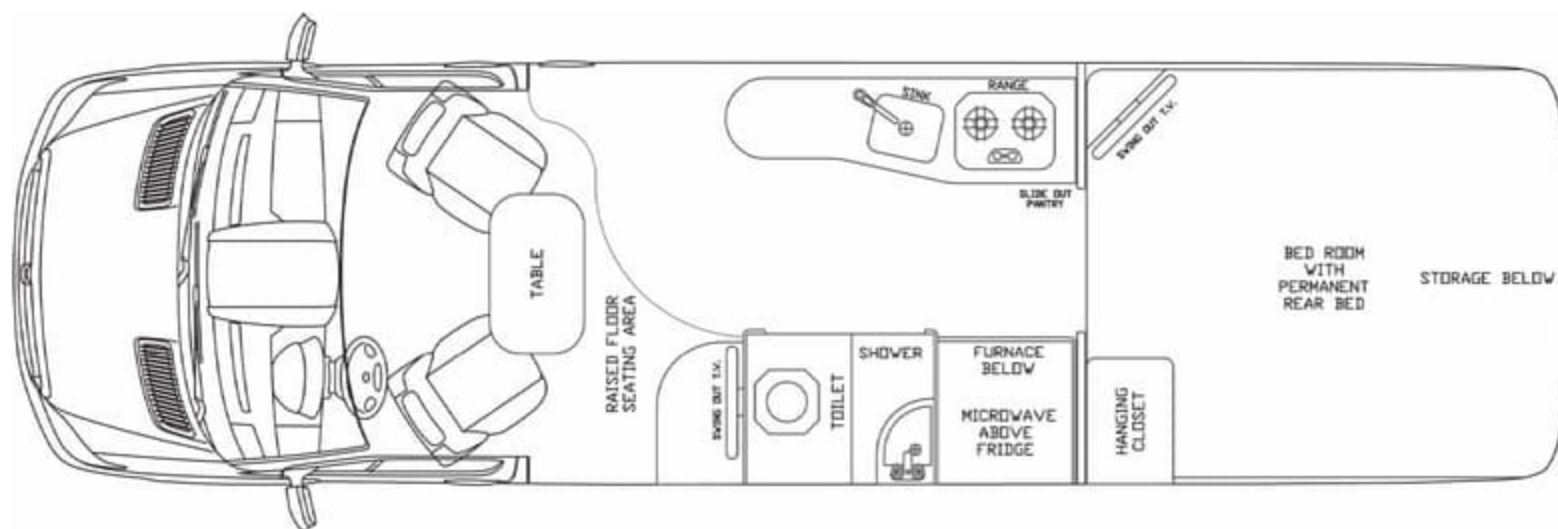 TABLE
RAISED FLOOR
SEATING AREA
SWING OUT T.V.
SINK
RANGE
SLIDE OUT
PANTRY
TOILET
SHOWER
FURNACE
BELOW
MICROWAVE
ABOVE
FRIDGE
SWING OUT T.V.
HANGING
CLOSET
BED ROOM
WITH
PERMANENT
REAR BED
STORAGE BELOW